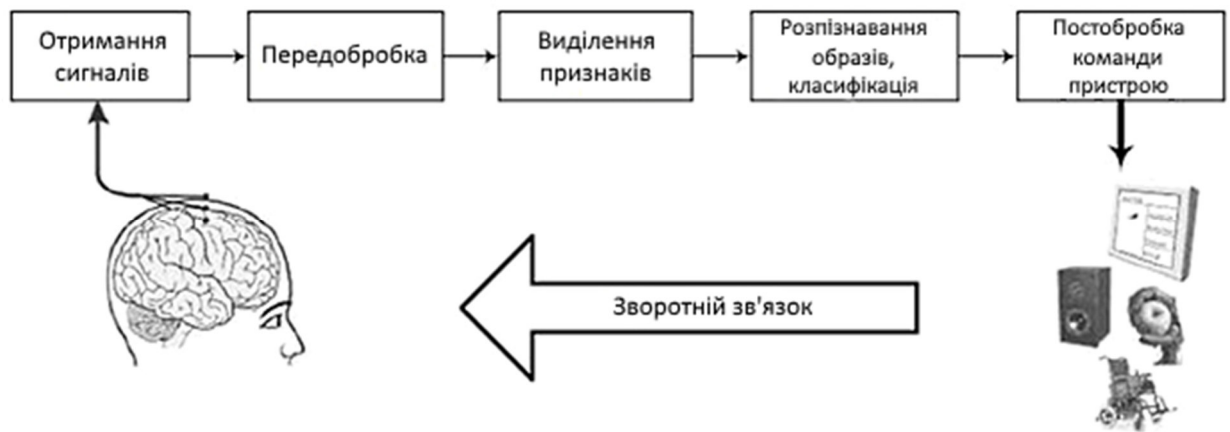 Отримання
сигналів
Передобробка
Виділення
признаків
Розпізнавання
образів,
класифікація
Постобробка
команди
пристрою
Зворотній зв'язок